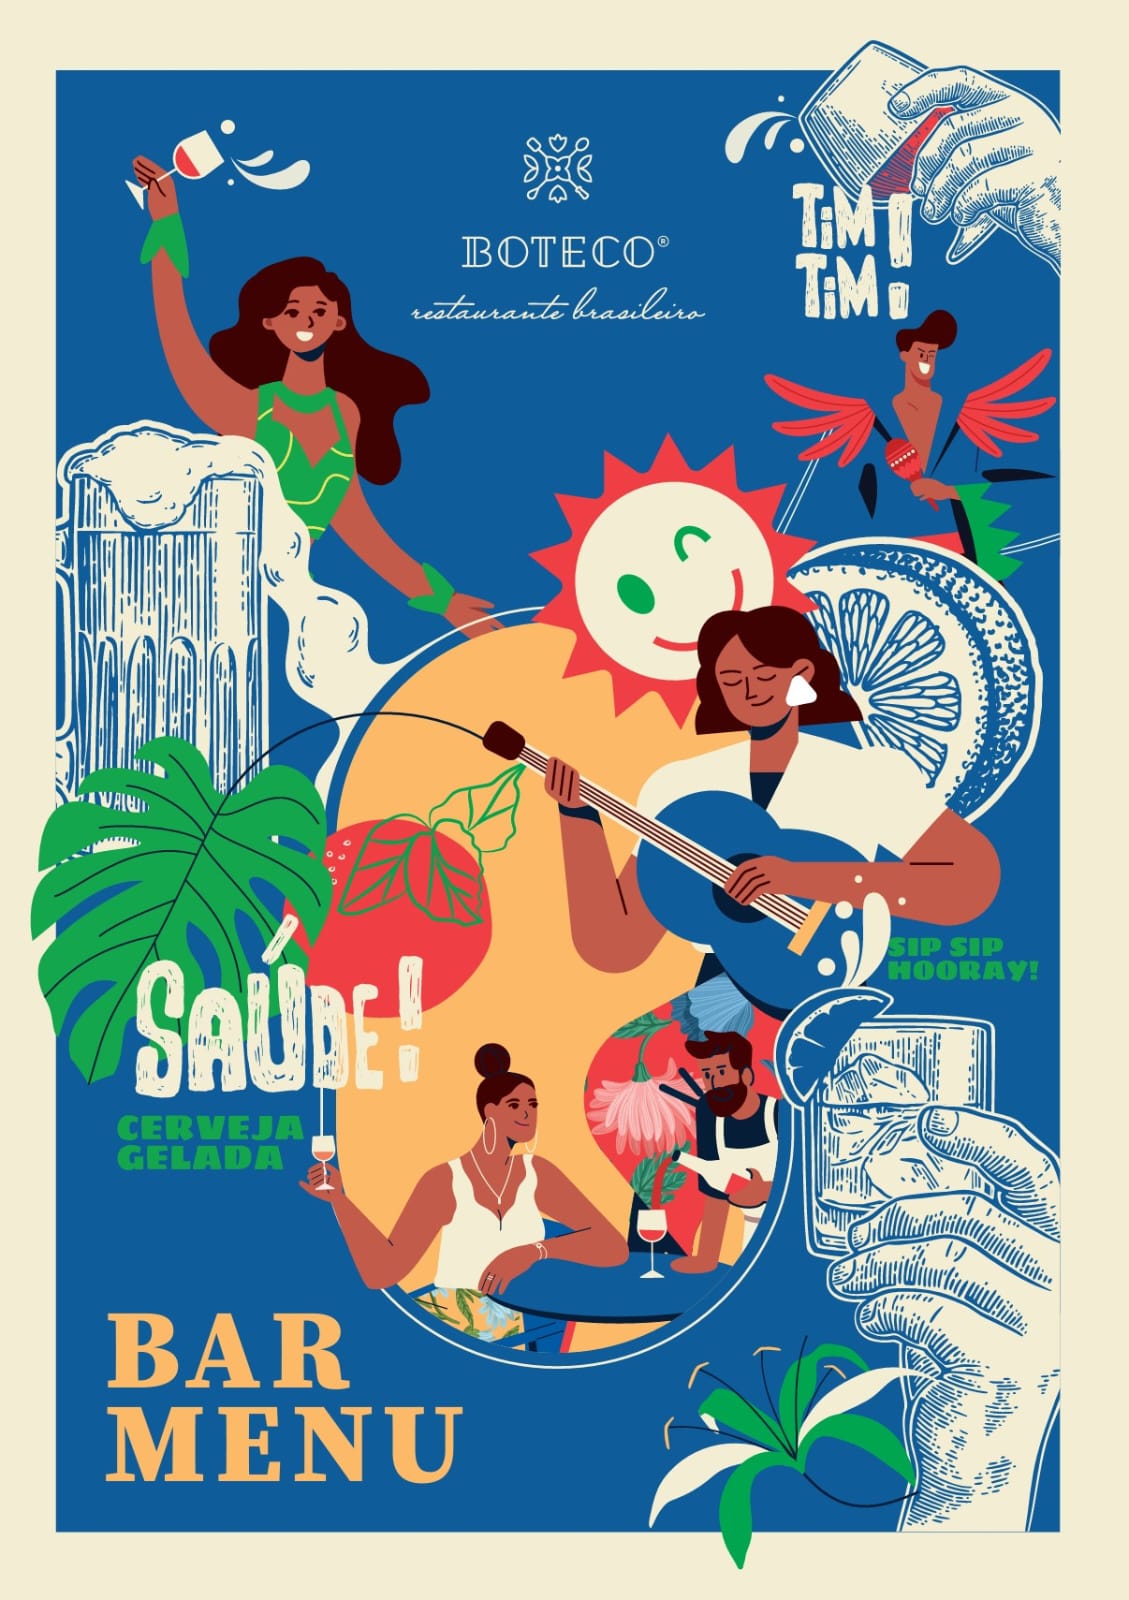 BOTECO®
restaurante brasileiro
TiM
TiM!
SIP SIP
HOORAY!
SAÚDE!
CERVEJA
GELADA
BAR
MENU